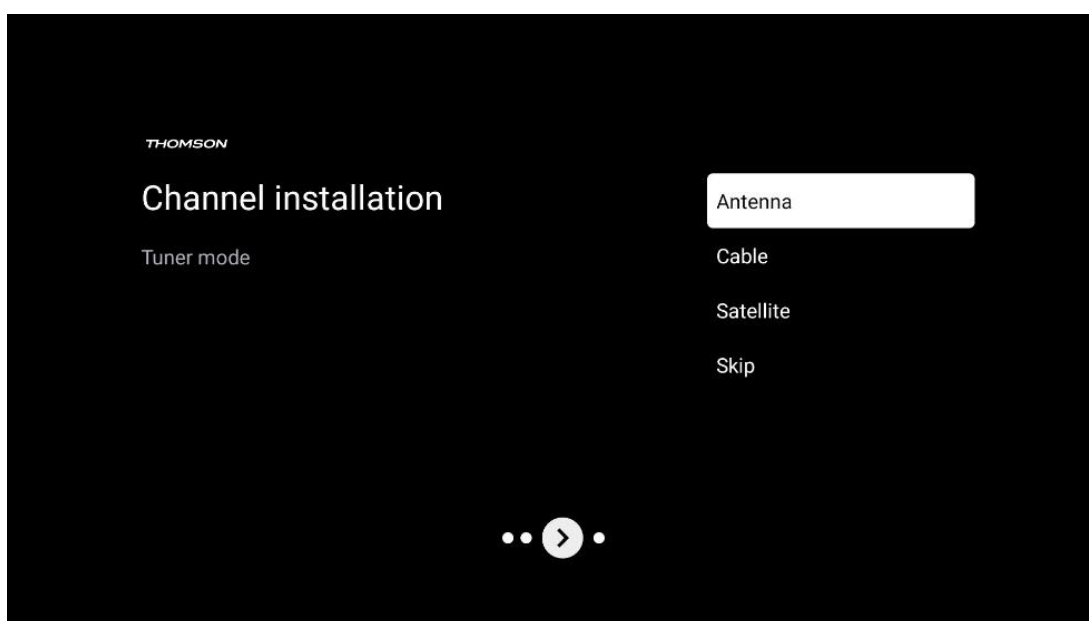 THOMSON
Channel installation
Tuner mode
Antenna
Cable
Satellite
Skip